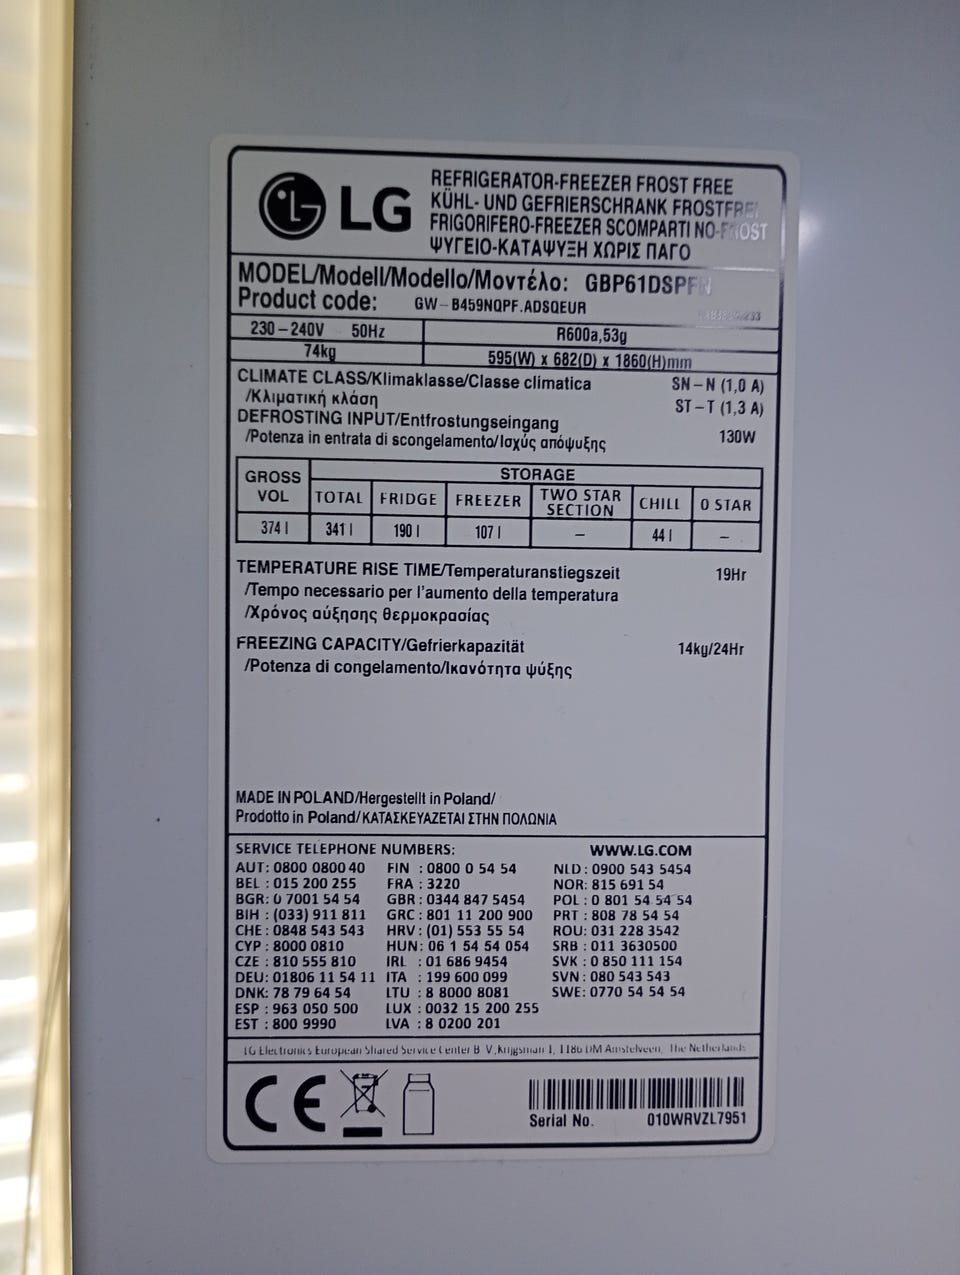 LG
REFRIGERATOR-FREEZER FROST FREE
KÜHL- UND GEFRIERSCHRANK FROSTFREI
FRIGORIFERO-FREEZER SCOMPARTI NO-FROST
ΨΥΓΕΙΟ-ΚΑΤΑΨΥΞΗ ΧΩΡΙΣ ΠΑΓΟ
MODEL/Modell/Modello/Μοντέλο: GBP61DSPFN
Product code: GW-B459NQPF.ADSQEUR
230-240V 50Hz R600a,53g
74kg 595(W) x 682(D) x 1860(H)mm
CLIMATE CLASS/Klimaklasse/Classe climatica SN-N (1,0 A)
/Κλιματική κλάση ST-T (1,3 A)
DEFROSTING INPUT/Entfrostungseingang
/Potenza in entrata di scongelamento/Ισχύς απόψυξης 130W
GROSS VOL STORAGE
TOTAL FRIDGE FREEZER TWO STAR SECTION CHILL 0 STAR
374 l 341 l 190 l 107 l – 44 l –
TEMPERATURE RISE TIME/Temperaturanstiegszeit 19Hr
/Tempo necessario per l'aumento della temperatura
/Χρόνος αύξησης θερμοκρασίας
FREEZING CAPACITY/Gefrierkapazität 14kg/24Hr
/Potenza di congelamento/Ικανότητα ψύξης
MADE IN POLAND/Hergestellt in Poland/
Prodotto in Poland/ΚΑΤΑΣΚΕΥΑΖΕΤΑΙ ΣΤΗΝ ΠΟΛΩΝΙΑ
SERVICE TELEPHONE NUMBERS: WWW.LG.COM
AUT: 0800 0800 40 FIN : 0800 0 54 54 NLD: 0900 543 5454
BEL : 015 200 255 FRA : 3220 NOR: 815 691 54
BGR: 0 7001 54 54 GBR: 0344 847 5454 POL : 0 801 54 54 54
BIH : (033) 911 811 GRC: 801 11 200 900 PRT : 808 78 54 54
CHE : 0848 543 543 HRV: (01) 553 55 54 ROU: 031 228 3542
CYP : 8000 0810 HUN: 06 1 54 54 054 SRB : 011 3630500
CZE : 810 555 810 IRL : 01 686 9454 SVK : 0 850 111 154
DEU: 01806 11 54 11 ITA : 199 600 099 SVN : 080 543 543
DNK: 78 79 64 54 LTU : 8 8000 8081 SWE: 0770 54 54 54
ESP : 963 050 500 LUX : 0032 15 200 255
EST : 800 9990 LVA : 8 0200 201
LG Electronics European Shared Service Center B.V, Krijgsman 1, 1186 DM Amstelveen, The Netherlands
CE
Serial No. 010WRVZL7951